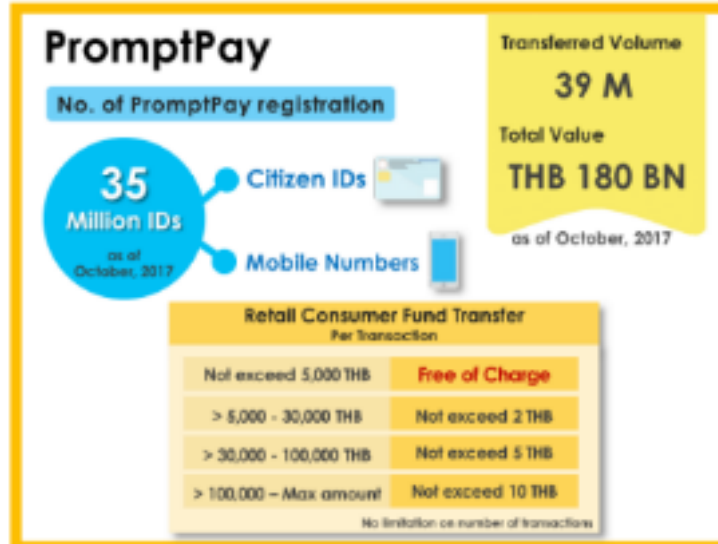 PromptPay
No. of PromptPay registration
35
Million IDs
as of
October, 2017
Citizen IDs
Mobile Numbers
Transferred Volume
39 M
Total Value
THB 180 BN
as of October, 2017
Retail Consumer Fund Transfer
Per Transaction
Not exceed 5,000 THB Free of Charge
> 5,000 - 30,000 THB Not exceed 2 THB
> 30,000 - 100,000 THB Not exceed 5 THB
> 100,000 – Max amount Not exceed 10 THB
No limitation on number of transactions